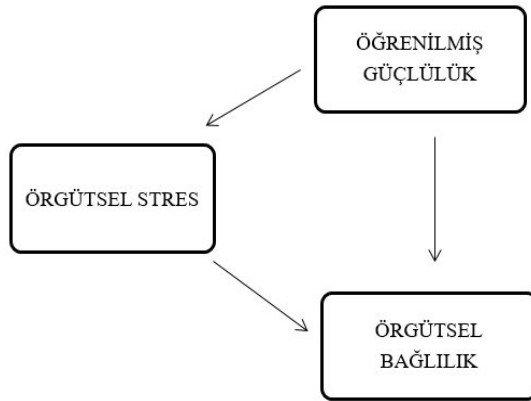 ÖĞRENİLMİŞ
GÜÇLÜLÜK
ÖRGÜTSEL STRES
ÖRGÜTSEL
BAĞLILIK